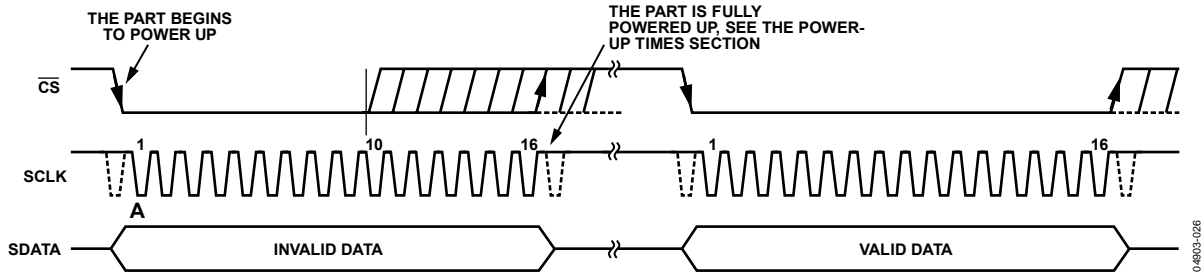 THE PART BEGINS
TO POWER UP
THE PART IS FULLY
POWERED UP, SEE THE POWER-
UP TIMES SECTION
CS
1
10
16
1
16
SCLK
A
SDATA
INVALID DATA
VALID DATA
04903-026